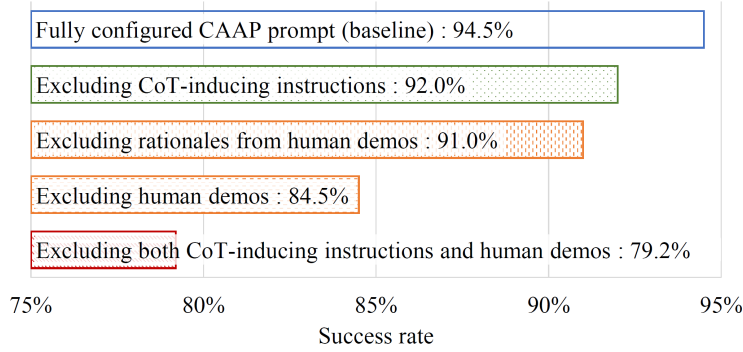 Fully configured CAAP prompt (baseline) : 94.5%
Excluding CoT-inducing instructions : 92.0%
Excluding rationales from human demos : 91.0%
Excluding human demos : 84.5%
Excluding both CoT-inducing instructions and human demos : 79.2%
75% 80% 85% 90% 95%
Success rate